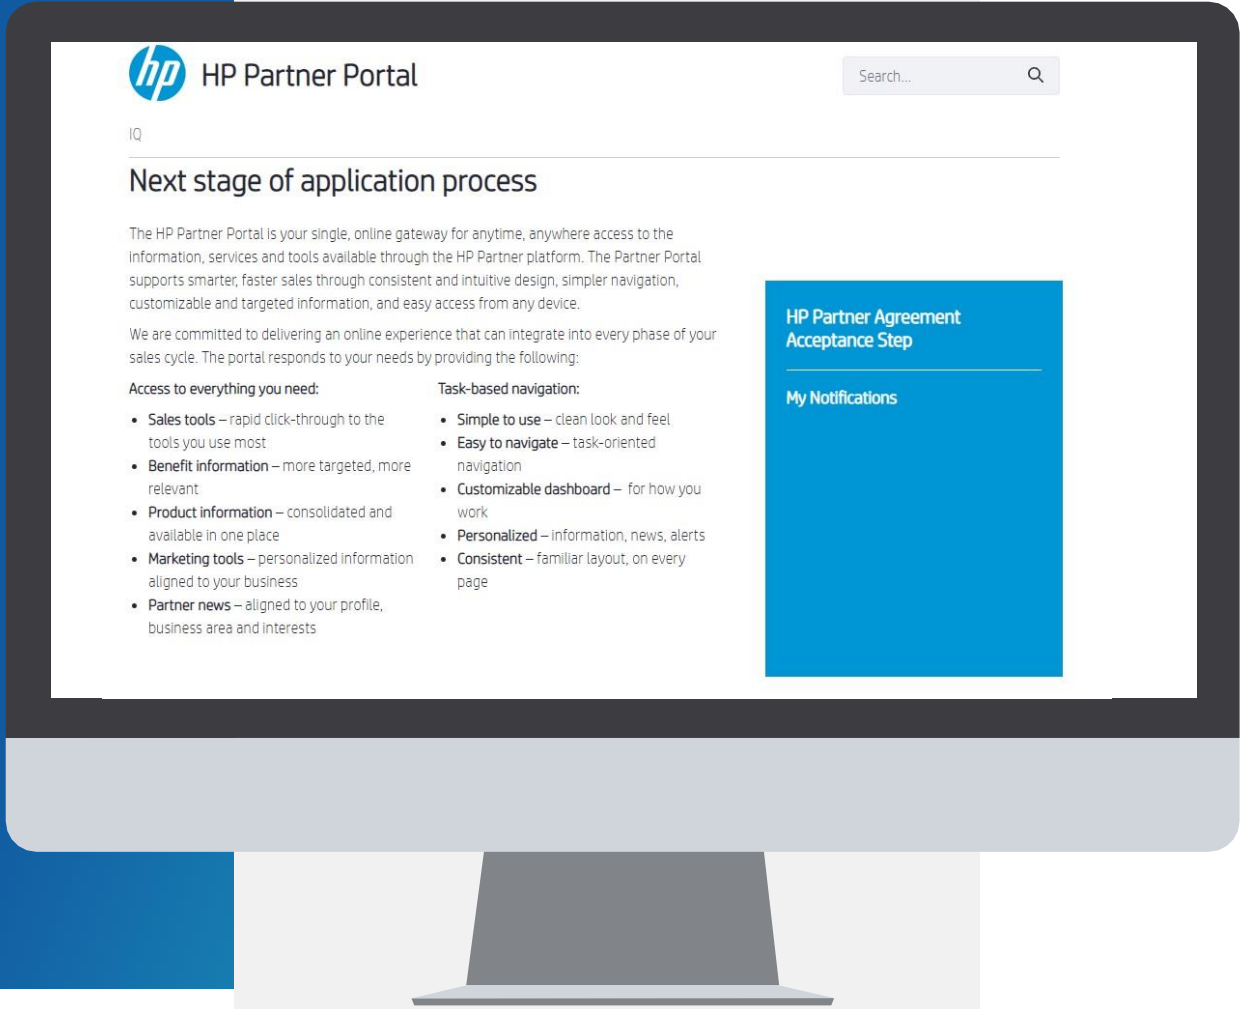 hp
HP Partner Portal
Search...
IQ
Next stage of application process
The HP Partner Portal is your single, online gateway for anytime, anywhere access to the
information, services and tools available through the HP Partner platform. The Partner Portal
supports smarter, faster sales through consistent and intuitive design, simpler navigation,
customizable and targeted information, and easy access from any device.
We are committed to delivering an online experience that can integrate into every phase of your
sales cycle. The portal responds to your needs by providing the following:
Access to everything you need:
• Sales tools – rapid click-through to the
tools you use most
• Benefit information – more targeted, more
relevant
• Product information – consolidated and
available in one place
• Marketing tools – personalized information
aligned to your business
• Partner news – aligned to your profile,
business area and interests
Task-based navigation:
• Simple to use – clean look and feel
• Easy to navigate – task-oriented
navigation
• Customizable dashboard – for how you
work
• Personalized – information, news, alerts
• Consistent – familiar layout, on every
page
HP Partner Agreement
Acceptance Step
My Notifications